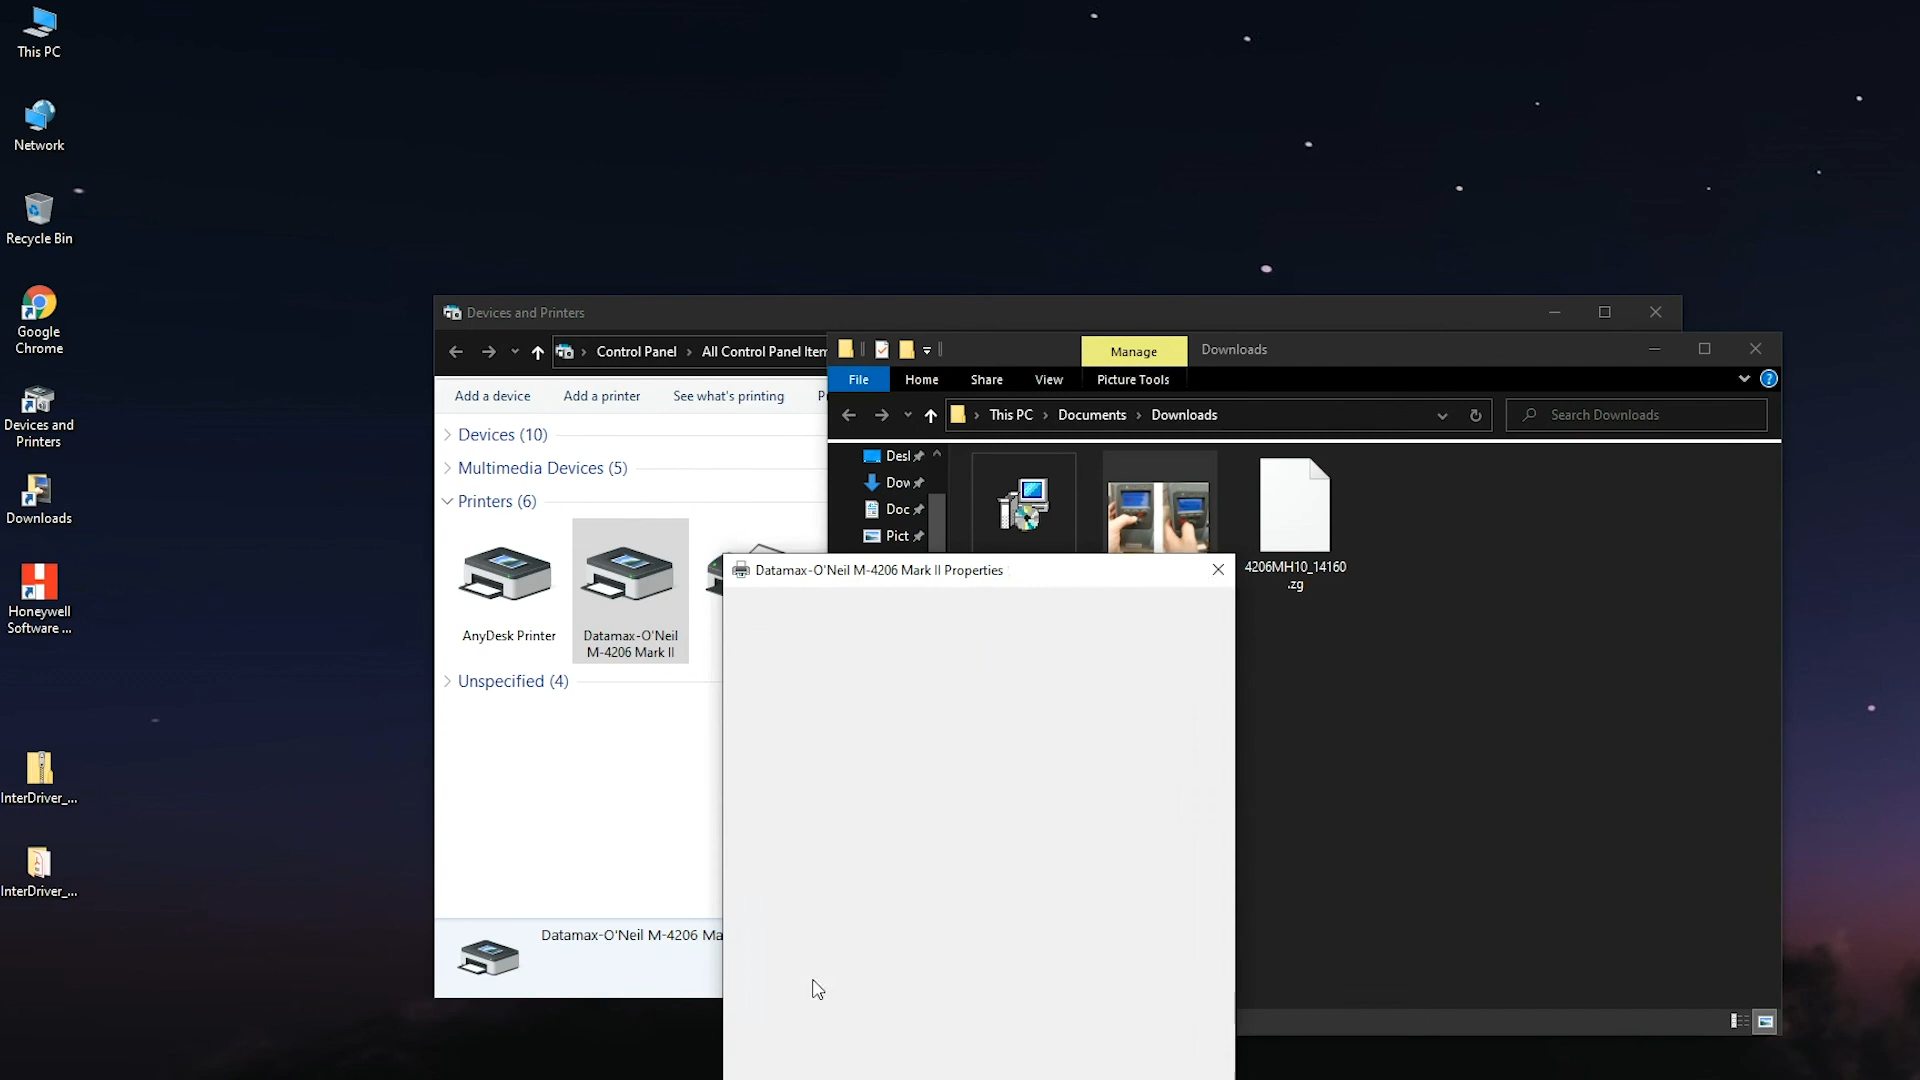 This PC
Network
Recycle Bin
Google
Chrome
Devices and
Printers
Downloads
Honeywell
Software ...
InterDriver_...
InterDriver_...
Devices and Printers
Control Panel
All Control Panel Item
Add a device
Add a printer
See what's printing
Devices (10)
Multimedia Devices (5)
Printers (6)
AnyDesk Printer
Datamax-O'Neil
M-4206 Mark II
Unspecified (4)
Datamax-O'Neil M-4206 Ma
Manage
Downloads
File
Home
Share
View
Picture Tools
This PC
Documents
Downloads
Search Downloads
Desl
Dov
Doc
Pict
4206MH10_14160
.zg
Datamax-O'Neil M-4206 Mark II Properties